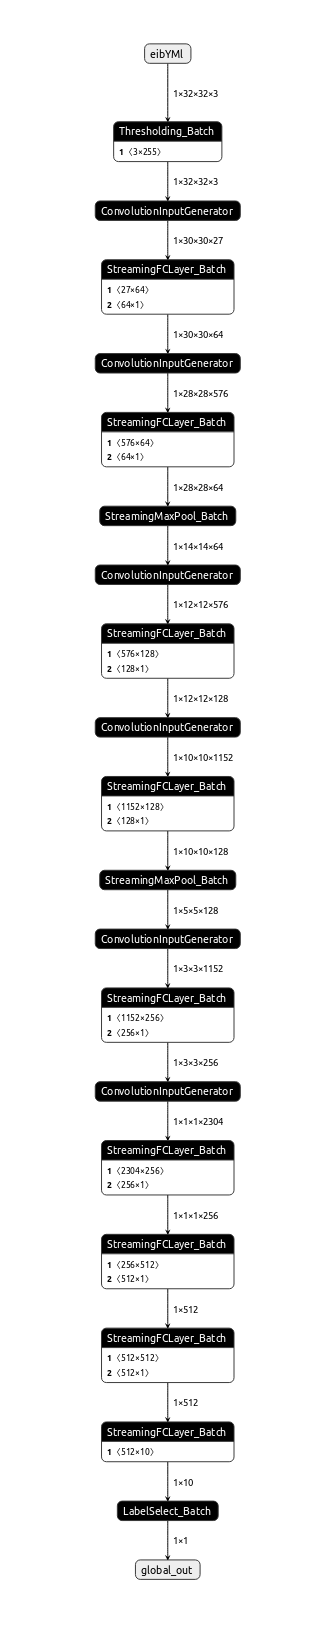 eibYMl
1×32×32×3
Thresholding_Batch
1 〈3×255〉
1×32×32×3
ConvolutionInputGenerator
1×30×30×27
StreamingFCLayer_Batch
1 〈27×64〉
2 〈64×1〉
1×30×30×64
ConvolutionInputGenerator
1×28×28×576
StreamingFCLayer_Batch
1 〈576×64〉
2 〈64×1〉
1×28×28×64
StreamingMaxPool_Batch
1×14×14×64
ConvolutionInputGenerator
1×12×12×576
StreamingFCLayer_Batch
1 〈576×128〉
2 〈128×1〉
1×12×12×128
ConvolutionInputGenerator
1×10×10×1152
StreamingFCLayer_Batch
1 〈1152×128〉
2 〈128×1〉
1×10×10×128
StreamingMaxPool_Batch
1×5×5×128
ConvolutionInputGenerator
1×3×3×1152
StreamingFCLayer_Batch
1 〈1152×256〉
2 〈256×1〉
1×3×3×256
ConvolutionInputGenerator
1×1×1×2304
StreamingFCLayer_Batch
1 〈2304×256〉
2 〈256×1〉
1×1×1×256
StreamingFCLayer_Batch
1 〈256×512〉
2 〈512×1〉
1×512
StreamingFCLayer_Batch
1 〈512×512〉
2 〈512×1〉
1×512
StreamingFCLayer_Batch
1 〈512×10〉
1×10
LabelSelect_Batch
1×1
global_out